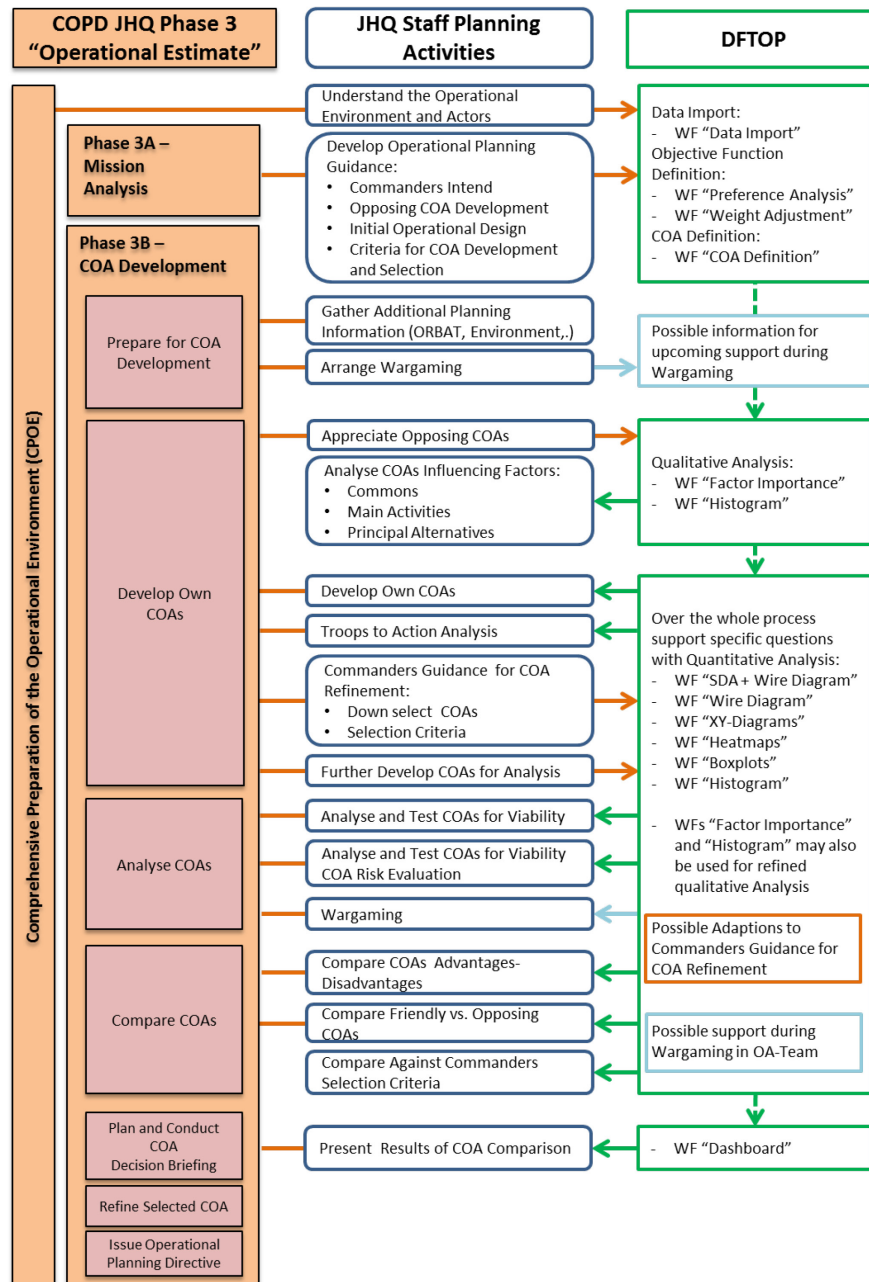 COPD JHQ Phase 3
“Operational Estimate”
JHQ Staff Planning
Activities
DFTOP
Comprehensive Preparation of the Operational Environment (CPOE)
Phase 3A –
Mission
Analysis
Phase 3B –
COA Development
Prepare for COA
Development
Develop Own
COAs
Analyse COAs
Compare COAs
Plan and Conduct
COA
Decision Briefing
Refine Selected COA
Issue Operational
Planning Directive
Understand the Operational
Environment and Actors
Develop Operational Planning
Guidance:
• Commanders Intend
• Opposing COA Development
• Initial Operational Design
• Criteria for COA Development
and Selection
Gather Additional Planning
Information (ORBAT, Environment,.)
Arrange Wargaming
Appreciate Opposing COAs
Analyse COAs Influencing Factors:
• Commons
• Main Activities
• Principal Alternatives
Develop Own COAs
Troops to Action Analysis
Commanders Guidance for COA
Refinement:
• Down select COAs
• Selection Criteria
Further Develop COAs for Analysis
Analyse and Test COAs for Viability
Analyse and Test COAs for Viability
COA Risk Evaluation
Wargaming
Compare COAs Advantages-
Disadvantages
Compare Friendly vs. Opposing
COAs
Compare Against Commanders
Selection Criteria
Present Results of COA Comparison
Data Import:
- WF “Data Import”
Objective Function
Definition:
- WF “Preference Analysis”
- WF “Weight Adjustment”
COA Definition:
- WF “COA Definition”
Possible information for
upcoming support during
Wargaming
Qualitative Analysis:
- WF “Factor Importance”
- WF “Histogram”
Over the whole process
support specific questions
with Quantitative Analysis:
- WF “SDA + Wire Diagram”
- WF “Wire Diagram”
- WF “XY-Diagrams”
- WF “Heatmaps”
- WF “Boxplots”
- WF “Histogram”
- WFs “Factor Importance”
and “Histogram” may also
be used for refined
qualitative Analysis
Possible Adaptions to
Commanders Guidance for
COA Refinement
Possible support during
Wargaming in OA-Team
- WF “Dashboard”